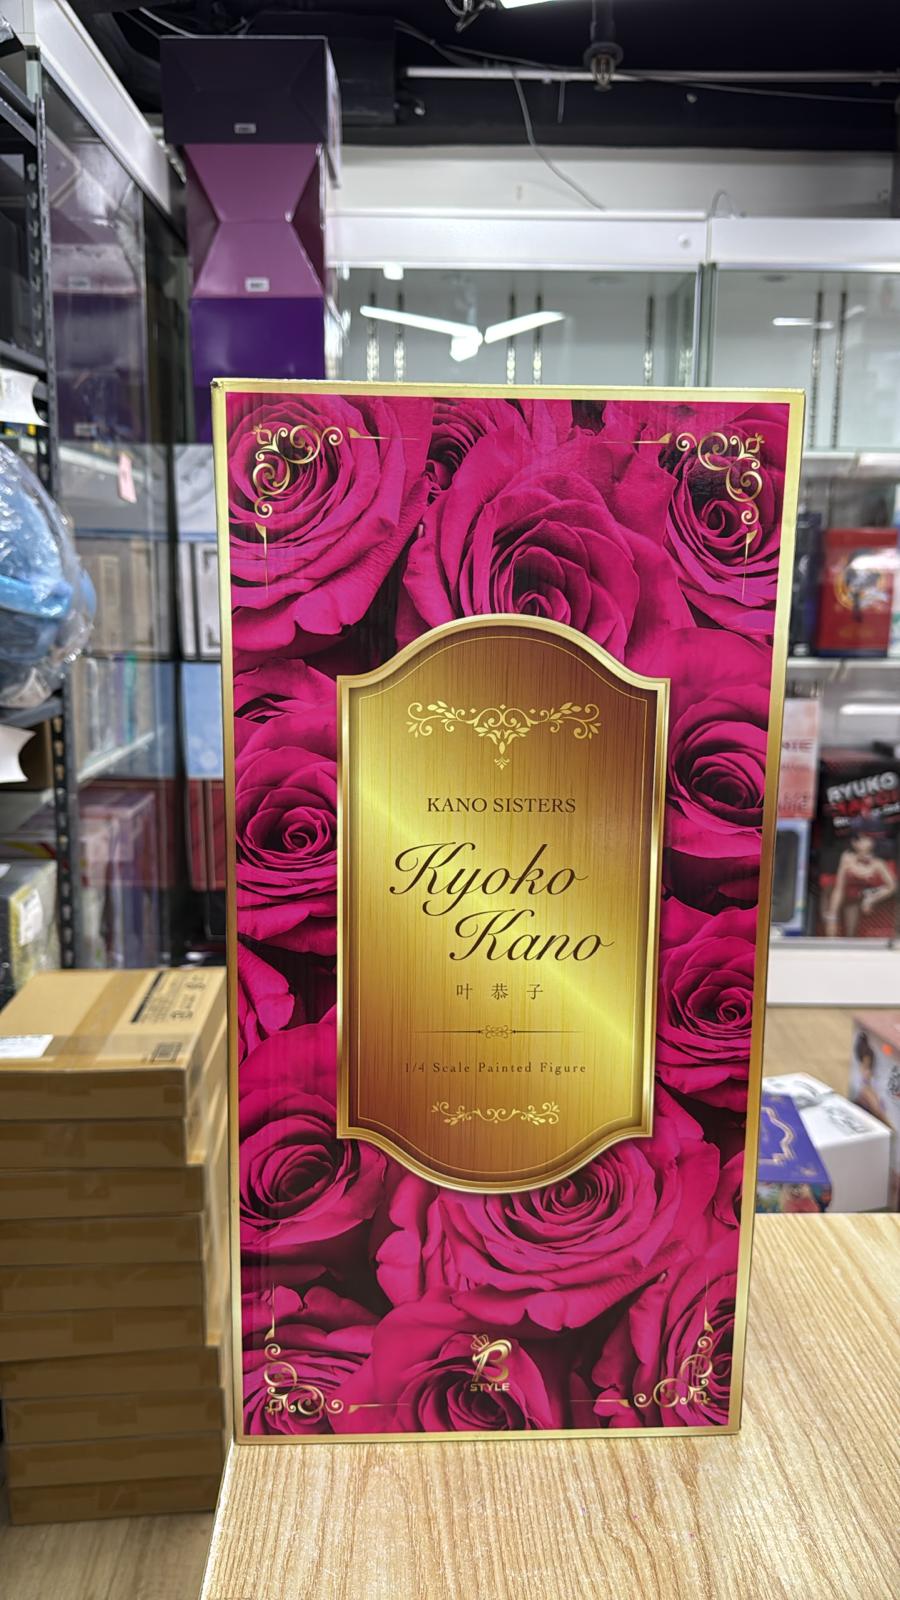 KANO SISTERS
Kyoko
Kano
叶 恭 子
1/4 Scale Painted Figure
B
STYLE
RYUKO